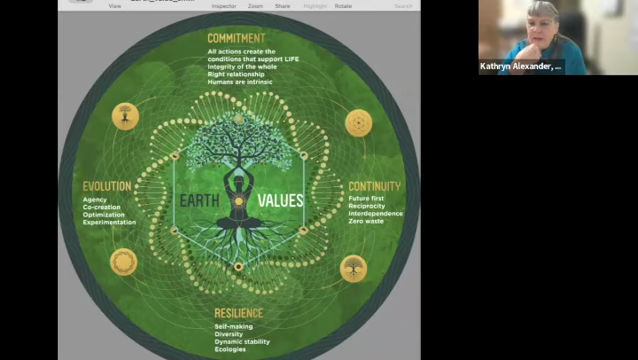 View
Inspector
Zoom
Share
Highlight
Rotate
Search
Kathryn Alexander, ...
COMMITMENT
All actions create the
conditions that support LIFE
Integrity of the whole
Right relationship
Humans are intrinsic
EVOLUTION
Agency
Co-creation
Optimization
Experimentation
EARTH
VALUES
CONTINUITY
Future first
Reciprocity
Interdependence
Zero waste
RESILIENCE
Self-making
Diversity
Dynamic stability
Ecologies